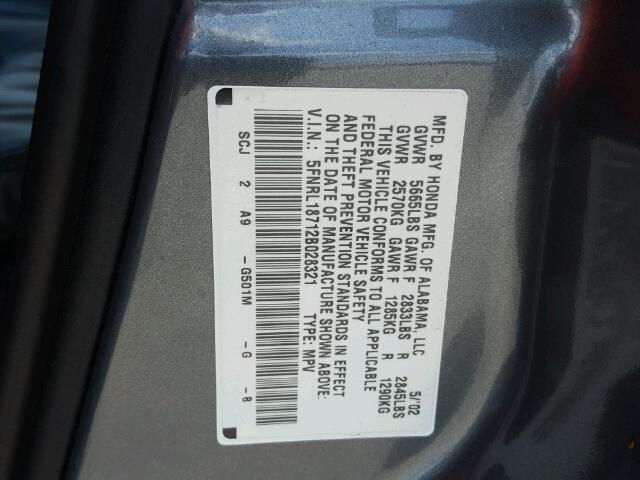 MFD. BY HONDA MFG. OF ALABAMA, LLC 5/'02
GVWR 5665LBS GAWR F 2833LBS R 2845LBS
GVWR 2570KG GAWR F 1285KG R 1290KG
THIS VEHICLE CONFORMS TO ALL APPLICABLE
FEDERAL MOTOR VEHICLE SAFETY
AND THEFT PREVENTION STANDARDS IN EFFECT
ON THE DATE OF MANUFACTURE SHOWN ABOVE:
V.I.N.: 5FNRL18712B028321 TYPE: MPV
SCJ 2 A9 -G501M -G -B